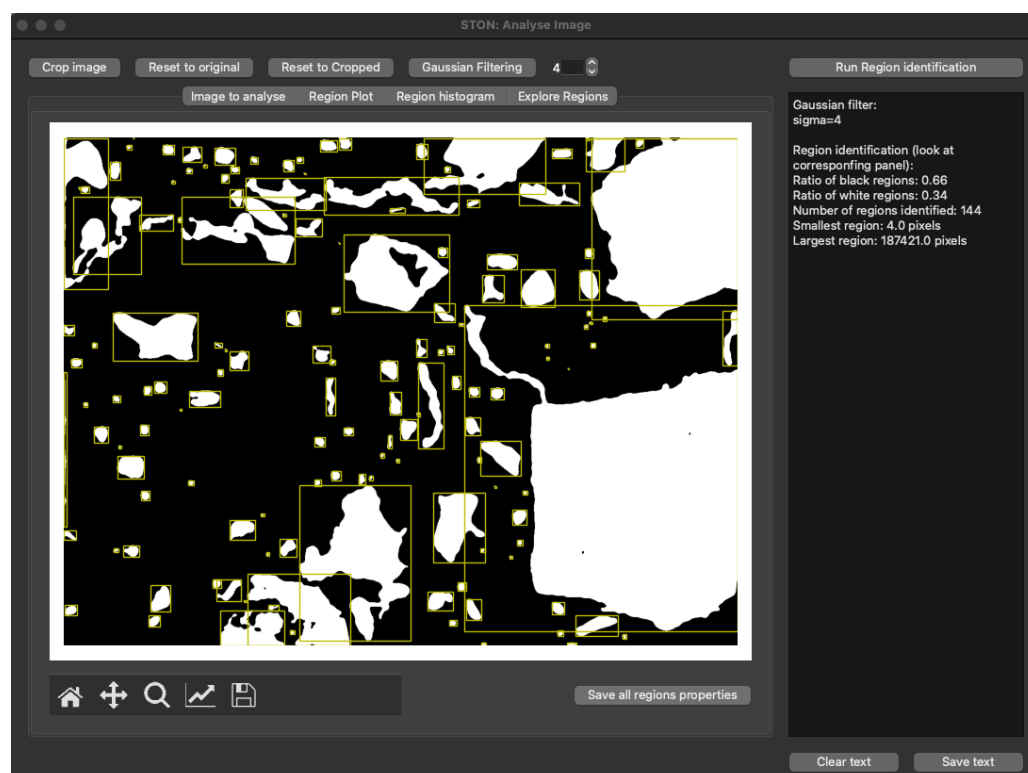 STON: Analyse Image
Crop image Reset to original Reset to Cropped Gaussian Filtering 4 Run Region identification
Image to analyse Region Plot Region histogram Explore Regions
Gaussian filter:
sigma=4
Region identification (look at
corresponfing panel):
Ratio of black regions: 0.66
Ratio of white regions: 0.34
Number of regions identified: 144
Smallest region: 4.0 pixels
Largest region: 187421.0 pixels
Save all regions properties
Clear text Save text